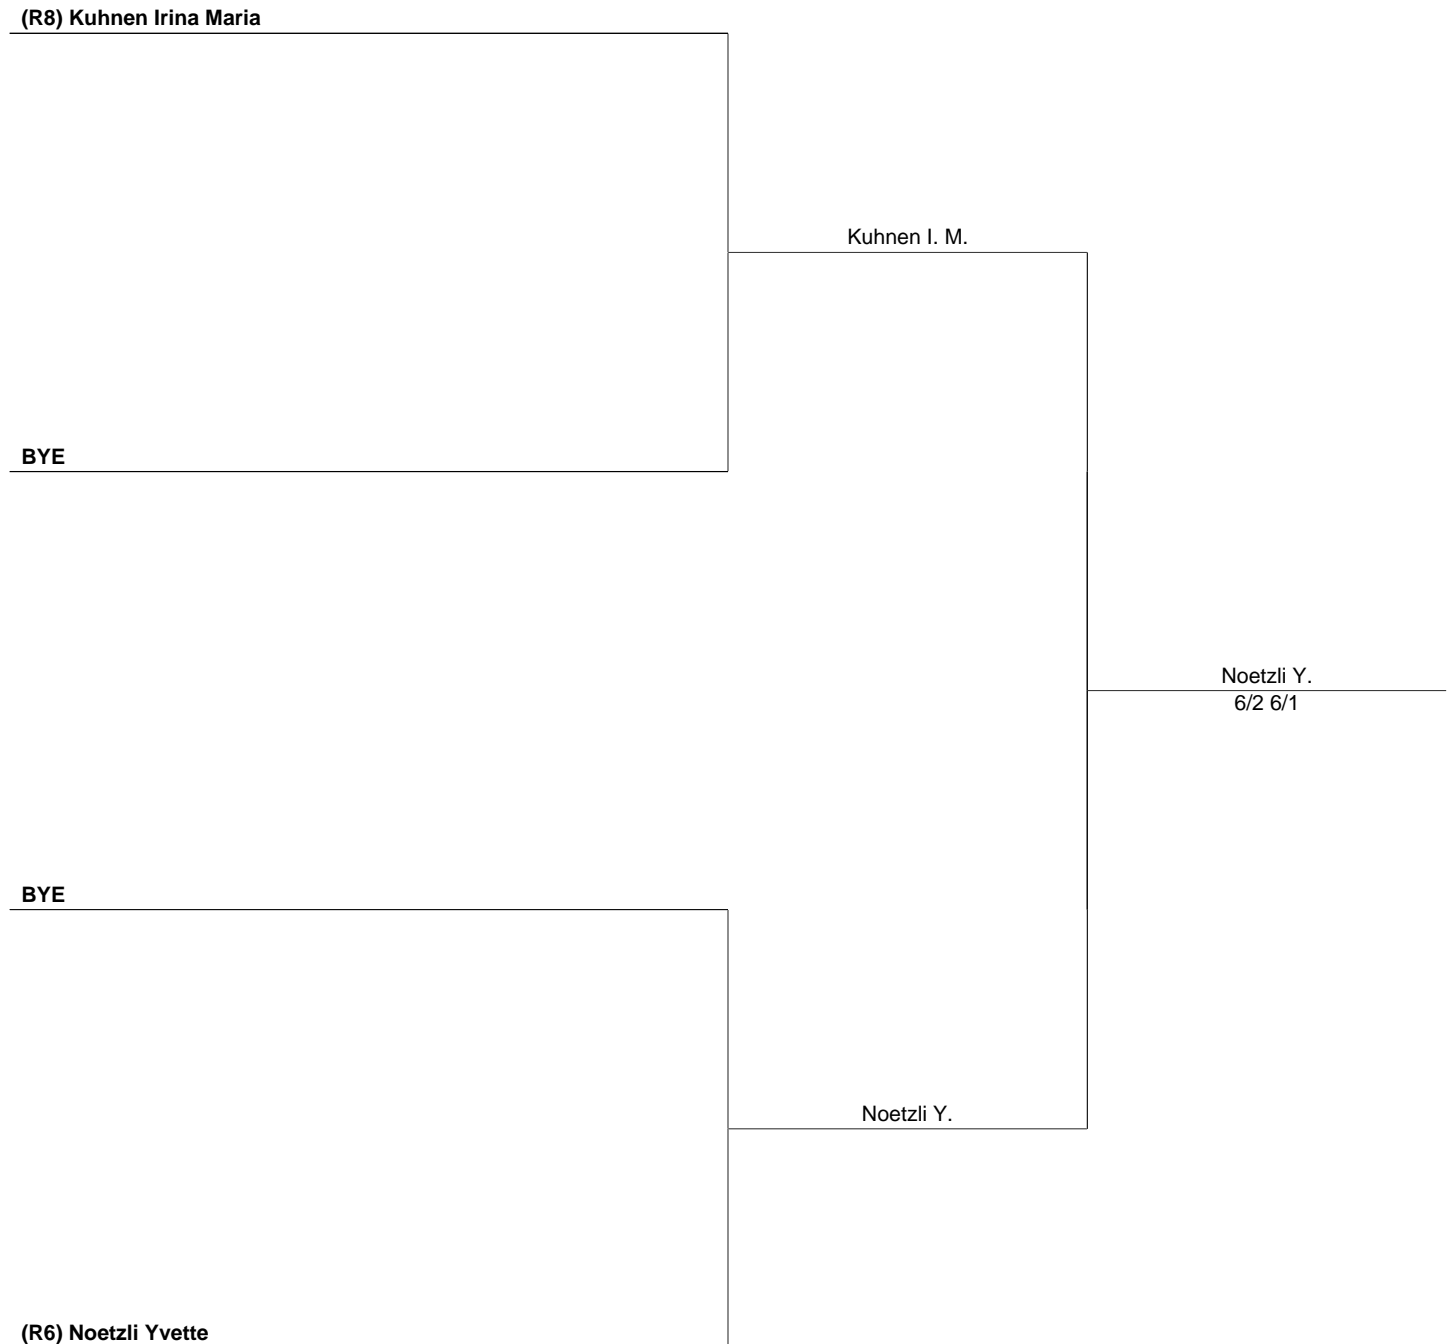 (R8) Kuhnen Irina Maria
Kuhnen I. M.
BYE
Noetzli Y.
6/2 6/1
BYE
Noetzli Y.
(R6) Noetzli Yvette